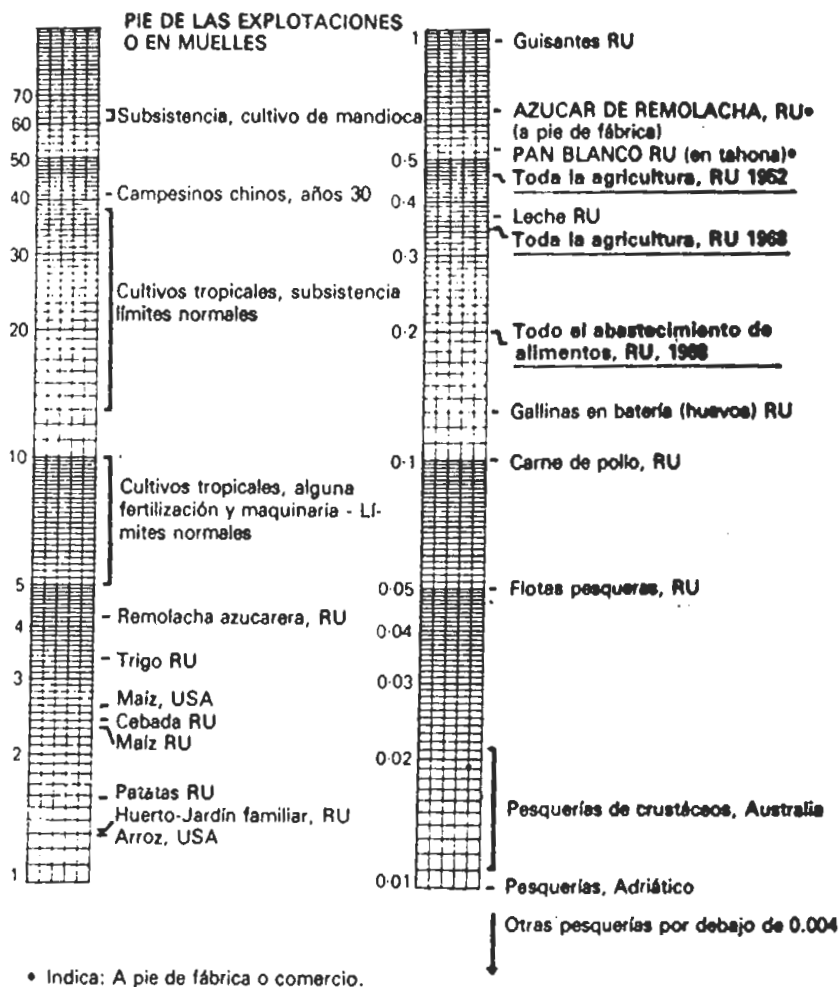 PIE DE LAS EXPLOTACIONES
O EN MUELLES
70
60
50
40
30
20
10
5
4
3
2
1
Subsistencia, cultivo de mandioca
Campesinos chinos, años 30
Cultivos tropicales, subsistencia
límites normales
Cultivos tropicales, alguna
fertilización y maquinaria - Lí-
mites normales
Remolacha azucarera, RU
Trigo RU
Maíz, USA
Cebada RU
Maíz RU
Patatas RU
Huerto-Jardín familiar, RU
Arroz, USA
1
0·5
0·4
0·3
0·2
0·1
0·05
0·04
0·03
0·02
0·01
Guisantes RU
AZUCAR DE REMOLACHA, RU•
(a pie de fábrica)
PAN BLANCO RU (en tahona)•
Toda la agricultura, RU 1952
Leche RU
Toda la agricultura, RU 1968
Todo el abastecimiento de
alimentos, RU, 1968
Gallinas en batería (huevos) RU
Carne de pollo, RU
Flotas pesqueras, RU
Pesquerías de crustáceos, Australia
Pesquerías, Adriático
Otras pesquerías por debajo de 0.004
• Indica: A pie de fábrica o comercio.